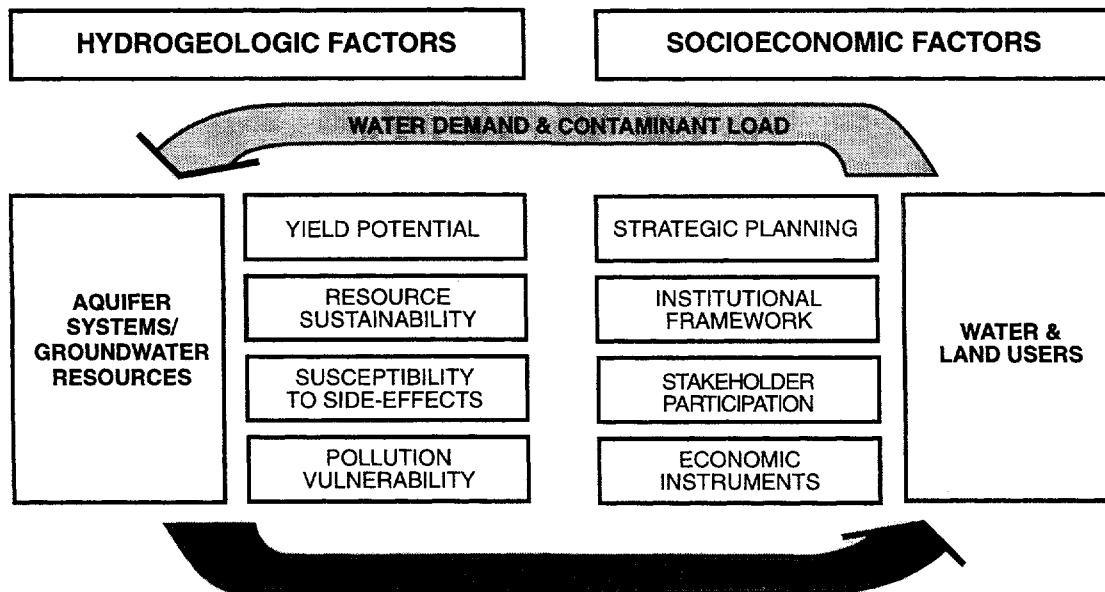 HYDROGEOLOGIC FACTORS
SOCIOECONOMIC FACTORS
WATER DEMAND & CONTAMINANT LOAD
AQUIFER
SYSTEMS/
GROUNDWATER
RESOURCES
YIELD POTENTIAL
RESOURCE
SUSTAINABILITY
SUSCEPTIBILITY
TO SIDE-EFFECTS
POLLUTION
VULNERABILITY
STRATEGIC PLANNING
INSTITUTIONAL
FRAMEWORK
STAKEHOLDER
PARTICIPATION
ECONOMIC
INSTRUMENTS
WATER &
LAND USERS